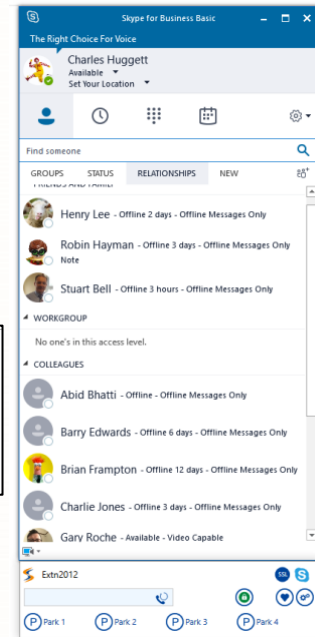 Skype for Business Basic
The Right Choice For Voice
Charles Huggett
Available
Set Your Location
Find someone
GROUPS STATUS RELATIONSHIPS NEW
FRIENDS AND FAMILY
Henry Lee - Offline 2 days - Offline Messages Only
Robin Hayman - Offline 3 days - Offline Messages Only
Note
Stuart Bell - Offline 3 hours - Offline Messages Only
WORKGROUP
No one's in this access level.
COLLEAGUES
Abid Bhatti - Offline - Offline Messages Only
Barry Edwards - Offline 6 days - Offline Messages Only
Brian Frampton - Offline 12 days - Offline Messages Only
Charlie Jones - Offline 3 days - Offline Messages Only
Gary Roche - Available - Video Capable
Extn2012 SSL
P Park 1 P Park 2 P Park 3 P Park 4